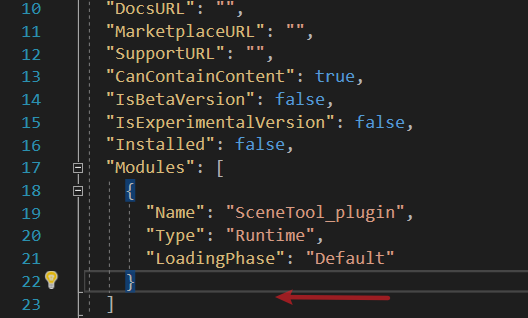 10 "DocsURL": "",
11 "MarketplaceURL": "",
12 "SupportURL": "",
13 "CanContainContent": true,
14 "IsBetaVersion": false,
15 "IsExperimentalVersion": false,
16 "Installed": false,
17 "Modules": [
18 {
19 "Name": "SceneTool_plugin",
20 "Type": "Runtime",
21 "LoadingPhase": "Default"
22 }
23 ]